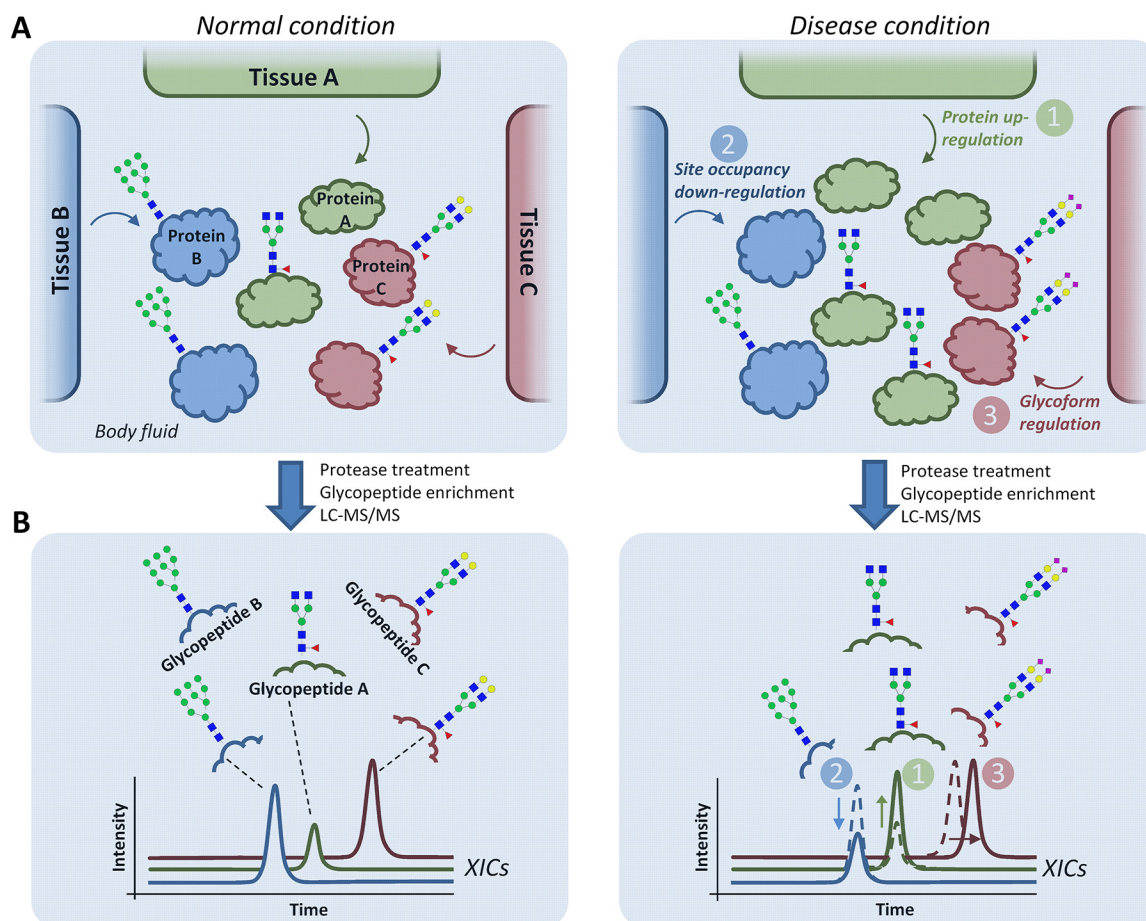 A
Normal condition
Disease condition
Tissue A
Tissue B
Tissue C
Protein
A
Protein
B
Protein
C
Body fluid
Protein up-
regulation
1
2
Site occupancy
down-regulation
3
Glycoform
regulation
Protease treatment
Glycopeptide enrichment
LC-MS/MS
Protease treatment
Glycopeptide enrichment
LC-MS/MS
B
Glycopeptide B
Glycopeptide A
Glycopeptide C
Intensity
Time
XICs
2
1
3
Intensity
Time
XICs